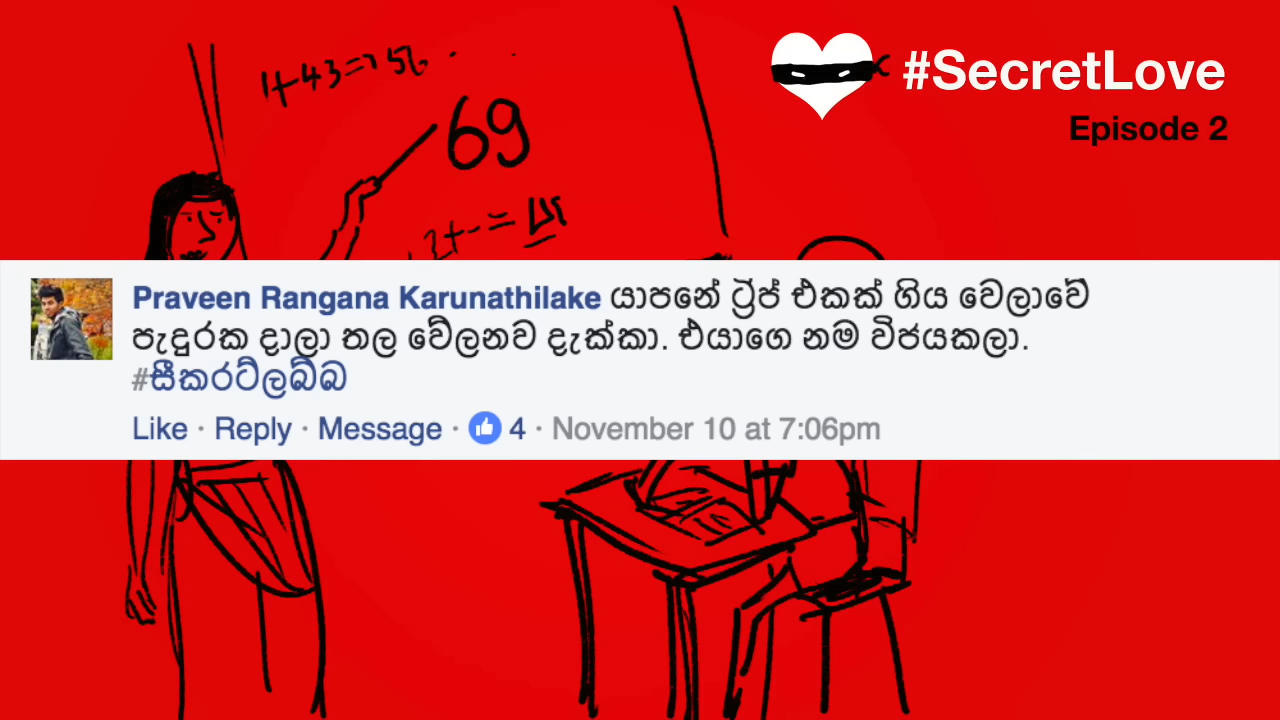 1+43=756
69
#SecretLove
Episode 2
Praveen Rangana Karunathilake යාපනේ ට්‍රිප් එකක් ගිය වෙලාවේ
පැදුරක දාලා තල වේලනව දැක්කා. එයාගෙ නම විජයකලා.
#සීකරට්ලබ්බ
Like · Reply · Message · 4 · November 10 at 7:06pm